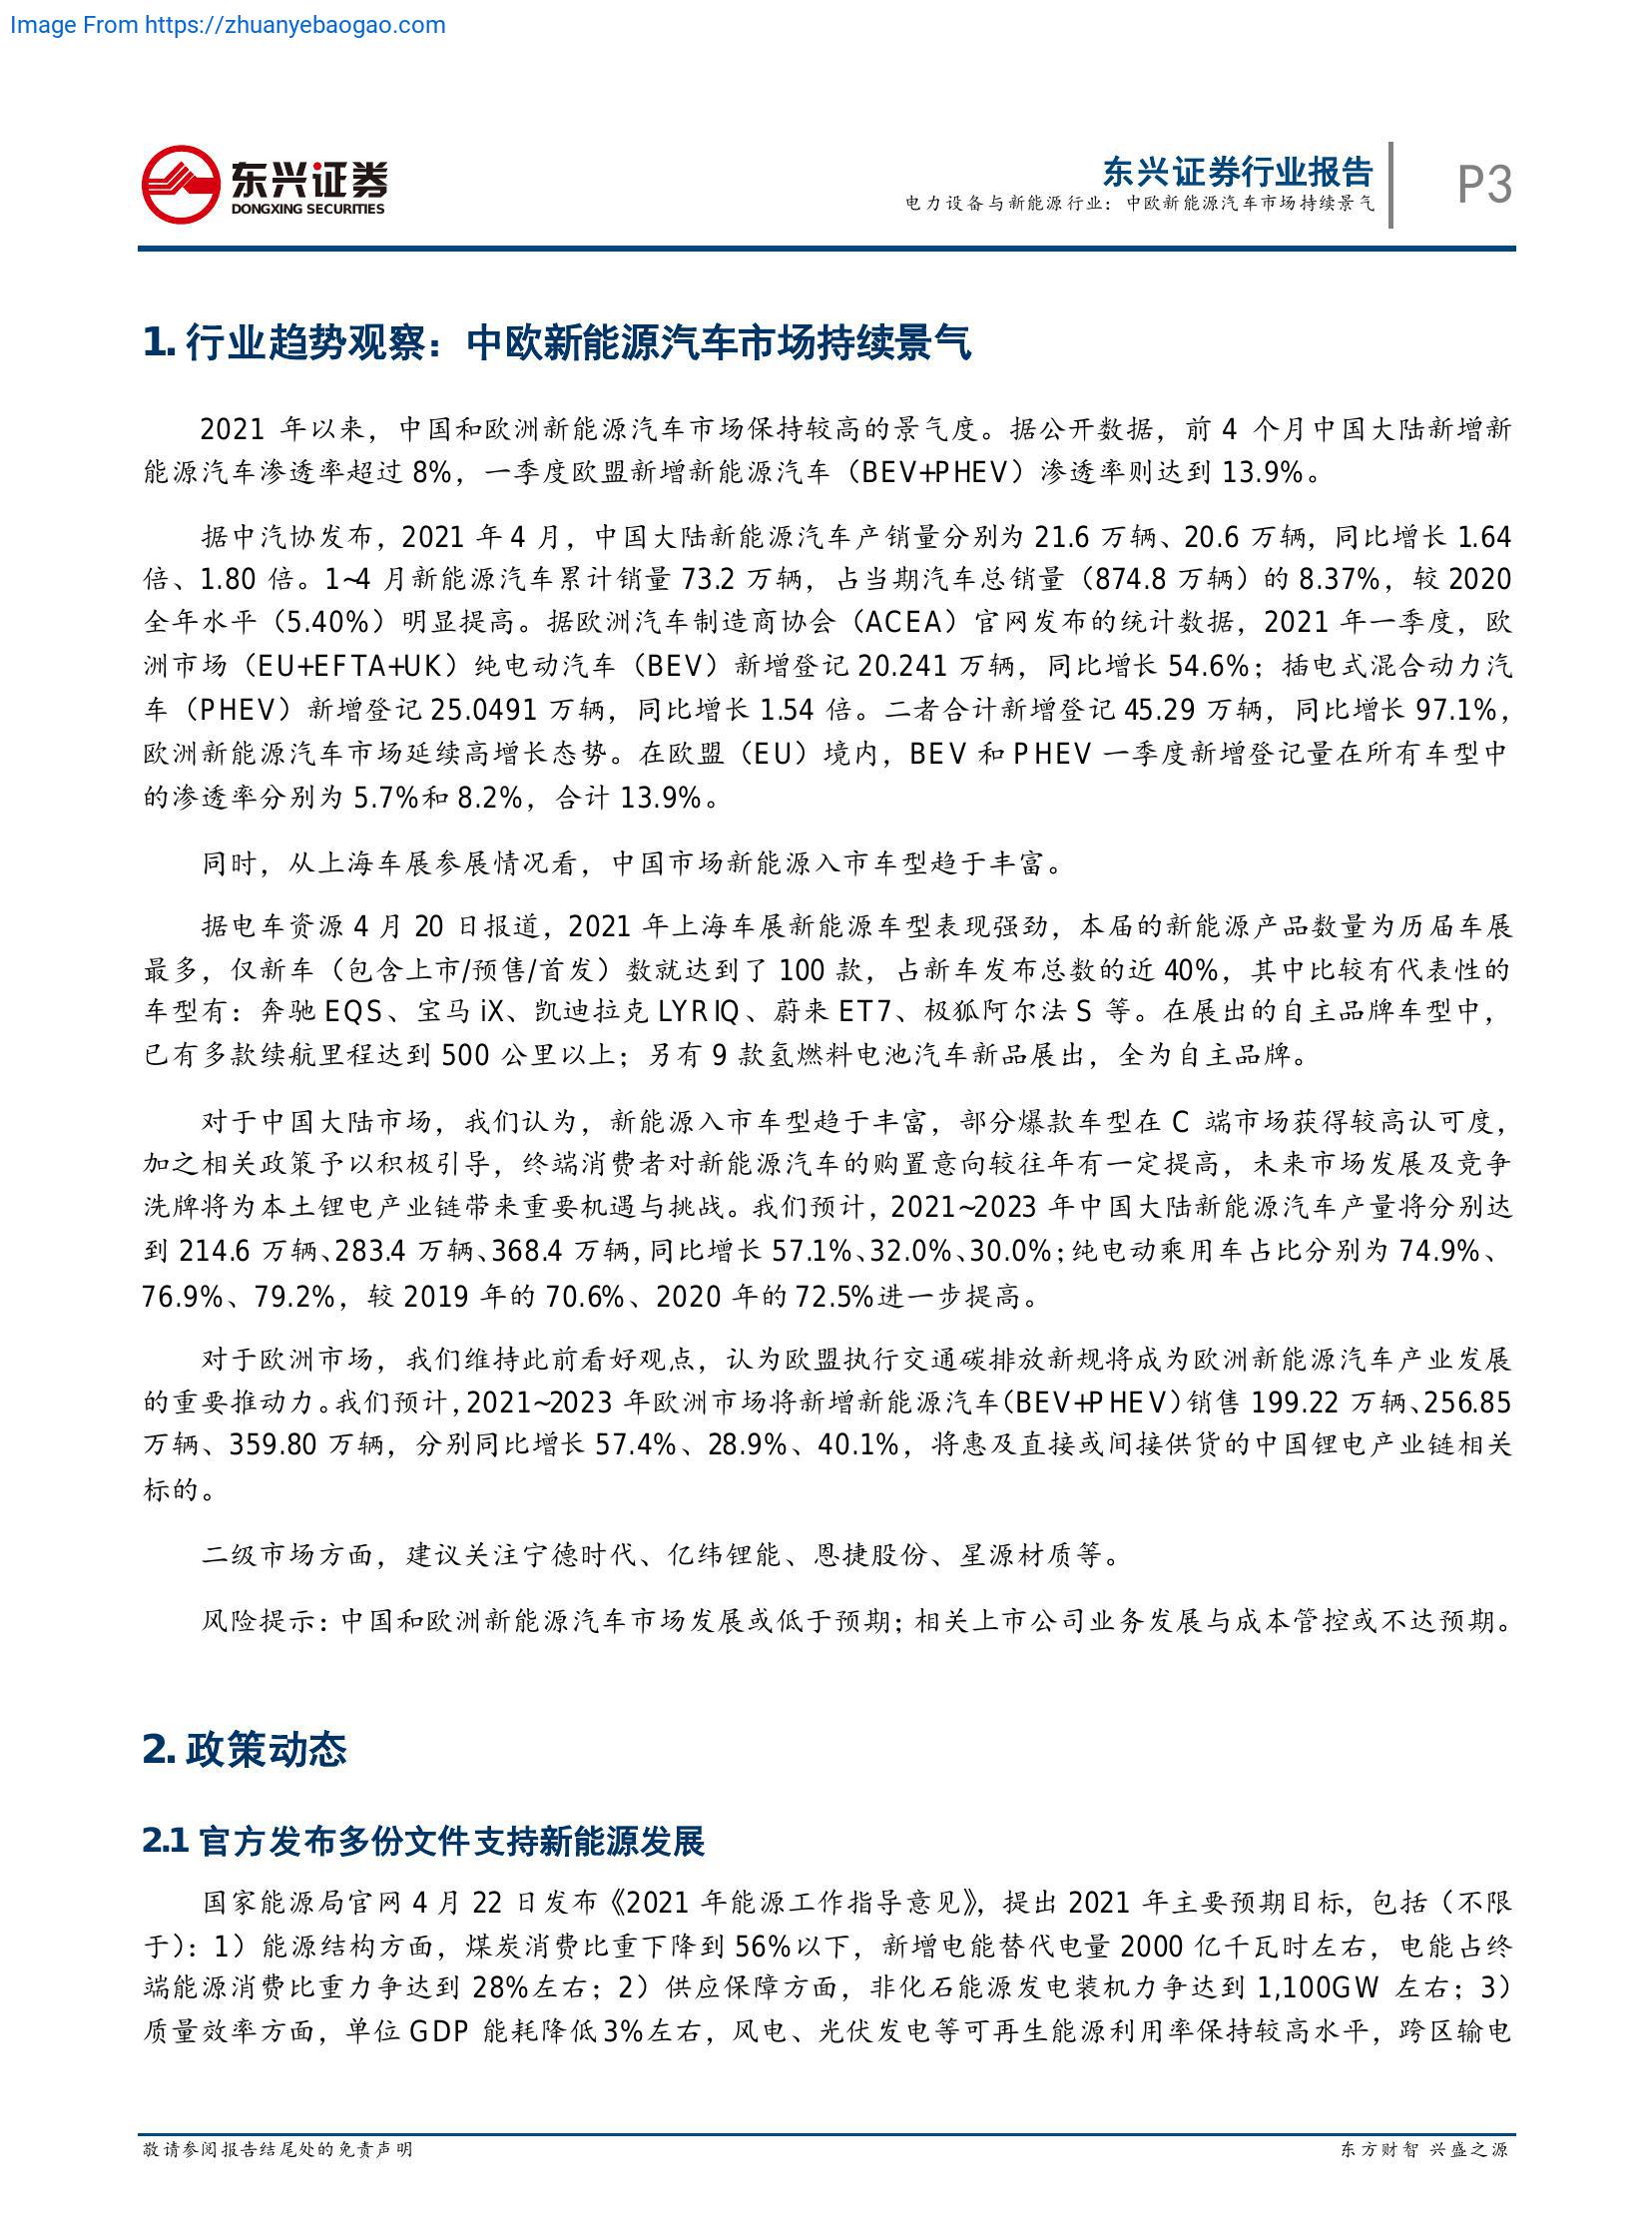 Image From https://zhuanyebaogao.com
东兴证券
DONGXING SECURITIES
东兴证券行业报告
电力设备与新能源行业：中欧新能源汽车市场持续景气
P3
1. 行业趋势观察：中欧新能源汽车市场持续景气
2021 年以来，中国和欧洲新能源汽车市场保持较高的景气度。据公开数据，前 4 个月中国大陆新增新
能源汽车渗透率超过 8%，一季度欧盟新增新能源汽车（BEV+PHEV）渗透率则达到 13.9%。
据中汽协发布，2021 年 4 月，中国大陆新能源汽车产销量分别为 21.6 万辆、20.6 万辆，同比增长 1.64
倍、1.80 倍。1~4 月新能源汽车累计销量 73.2 万辆，占当期汽车总销量（874.8 万辆）的 8.37%，较 2020
全年水平（5.40%）明显提高。据欧洲汽车制造商协会（ACEA）官网发布的统计数据，2021 年一季度，欧
洲市场（EU+EFTA+UK）纯电动汽车（BEV）新增登记 20.241 万辆，同比增长 54.6%；插电式混合动力汽
车（PHEV）新增登记 25.0491 万辆，同比增长 1.54 倍。二者合计新增登记 45.29 万辆，同比增长 97.1%，
欧洲新能源汽车市场延续高增长态势。在欧盟（EU）境内，BEV 和 PHEV 一季度新增登记量在所有车型中
的渗透率分别为 5.7%和 8.2%，合计 13.9%。
同时，从上海车展参展情况看，中国市场新能源入市车型趋于丰富。
据电车资源 4 月 20 日报道，2021 年上海车展新能源车型表现强劲，本届的新能源产品数量为历届车展
最多，仅新车（包含上市/预售/首发）数就达到了 100 款，占新车发布总数的近 40%，其中比较有代表性的
车型有：奔驰 EQS、宝马 iX、凯迪拉克 LYRIQ、蔚来 ET7、极狐阿尔法 S 等。在展出的自主品牌车型中，
已有多款续航里程达到 500 公里以上；另有 9 款氢燃料电池汽车新品展出，全为自主品牌。
对于中国大陆市场，我们认为，新能源入市车型趋于丰富，部分爆款车型在 C 端市场获得较高认可度，
加之相关政策予以积极引导，终端消费者对新能源汽车的购置意向较往年有一定提高，未来市场发展及竞争
洗牌将为本土锂电产业链带来重要机遇与挑战。我们预计，2021~2023 年中国大陆新能源汽车产量将分别达
到 214.6 万辆、283.4 万辆、368.4 万辆，同比增长 57.1%、32.0%、30.0%；纯电动乘用车占比分别为 74.9%、
76.9%、79.2%，较 2019 年的 70.6%、2020 年的 72.5%进一步提高。
对于欧洲市场，我们维持此前看好观点，认为欧盟执行交通碳排放新规将成为欧洲新能源汽车产业发展
的重要推动力。我们预计，2021~2023 年欧洲市场将新增新能源汽车（BEV+PHEV）销售 199.22 万辆、256.85
万辆、359.80 万辆，分别同比增长 57.4%、28.9%、40.1%，将惠及直接或间接供货的中国锂电产业链相关
标的。
二级市场方面，建议关注宁德时代、亿纬锂能、恩捷股份、星源材质等。
风险提示：中国和欧洲新能源汽车市场发展或低于预期；相关上市公司业务发展与成本管控或不达预期。
2. 政策动态
2.1 官方发布多份文件支持新能源发展
国家能源局官网 4 月 22 日发布《2021 年能源工作指导意见》，提出 2021 年主要预期目标，包括（不限
于）：1）能源结构方面，煤炭消费比重下降到 56%以下，新增电能替代电量 2000 亿千瓦时左右，电能占终
端能源消费比重力争达到 28%左右；2）供应保障方面，非化石能源发电装机力争达到 1,100GW 左右；3）
质量效率方面，单位 GDP 能耗降低 3%左右，风电、光伏发电等可再生能源利用率保持较高水平，跨区输电
敬请参阅报告结尾处的免责声明
东方财智 兴盛之源